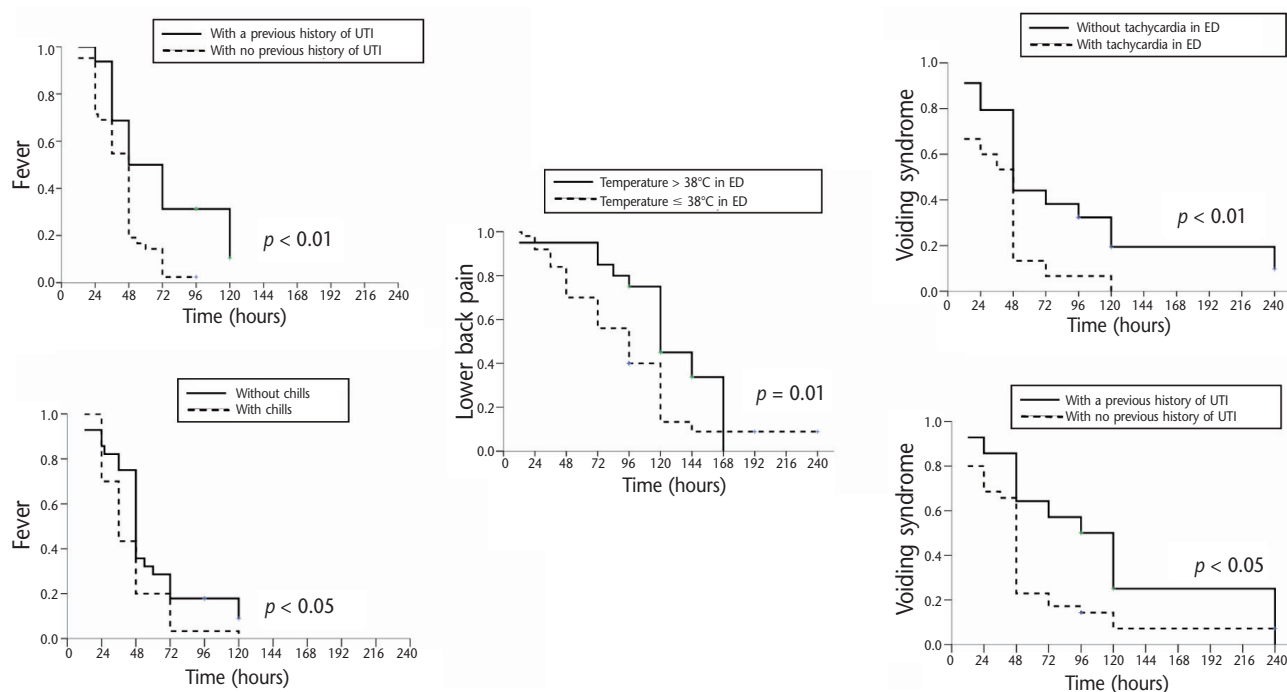 With a previous history of UTI
With no previous history of UTI
Fever
1.0
0.8
0.6
0.4
0.2
0.0
p < 0.01
0 24 48 72 96 120 144 168 192 216 240
Time (hours)
Without chills
With chills
Fever
1.0
0.8
0.6
0.4
0.2
0.0
p < 0.05
0 24 48 72 96 120 144 168 192 216 240
Time (hours)
Temperature > 38°C in ED
Temperature ≤ 38°C in ED
Lower back pain
1.0
0.8
0.6
0.4
0.2
0.0
p = 0.01
0 24 48 72 96 120 144 168 192 216 240
Time (hours)
Without tachycardia in ED
With tachycardia in ED
Voiding syndrome
1.0
0.8
0.6
0.4
0.2
0.0
p < 0.01
0 24 48 72 96 120 144 168 192 216 240
Time (hours)
With a previous history of UTI
With no previous history of UTI
Voiding syndrome
1.0
0.8
0.6
0.4
0.2
0.0
p < 0.05
0 24 48 72 96 120 144 168 192 216 240
Time (hours)